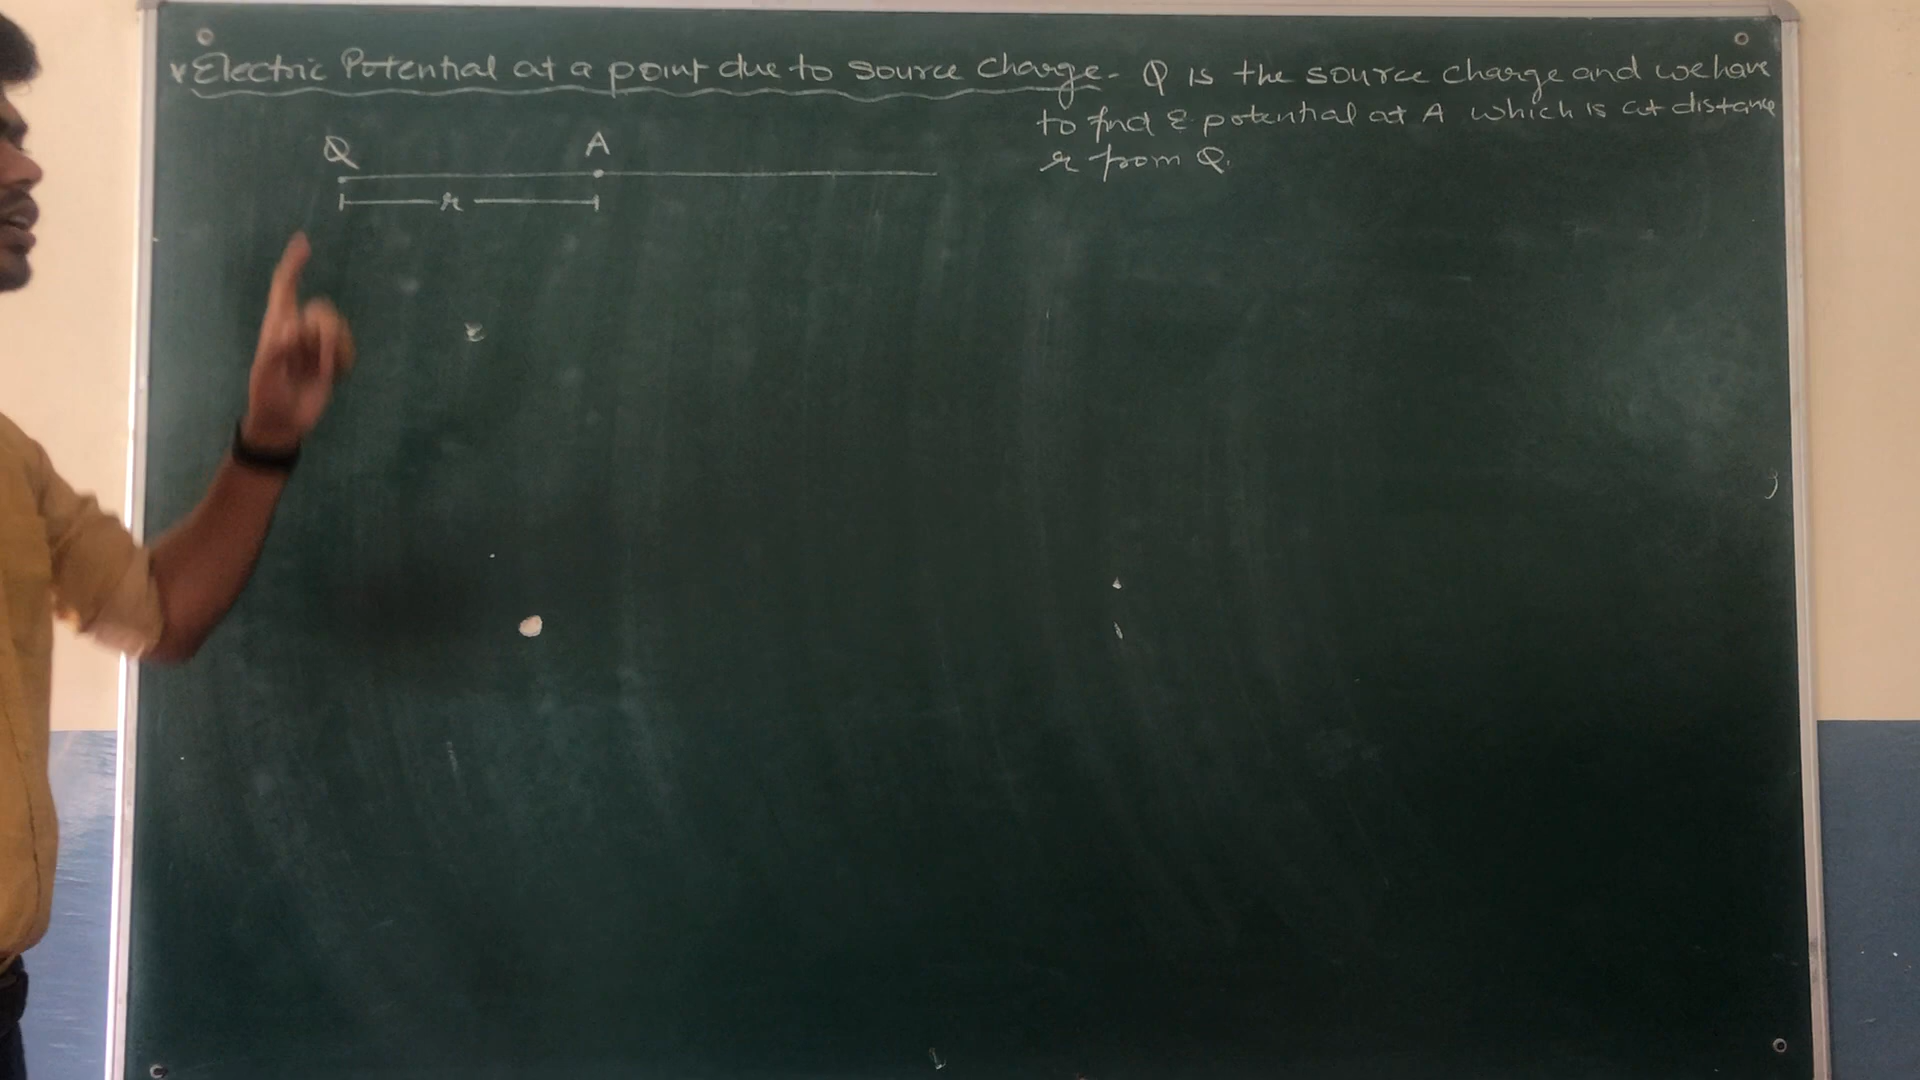 Electric Potential at a point due to source charge- Q is the source charge and we have
to find E potential at A which is at distance
r from Q.
Q A
r